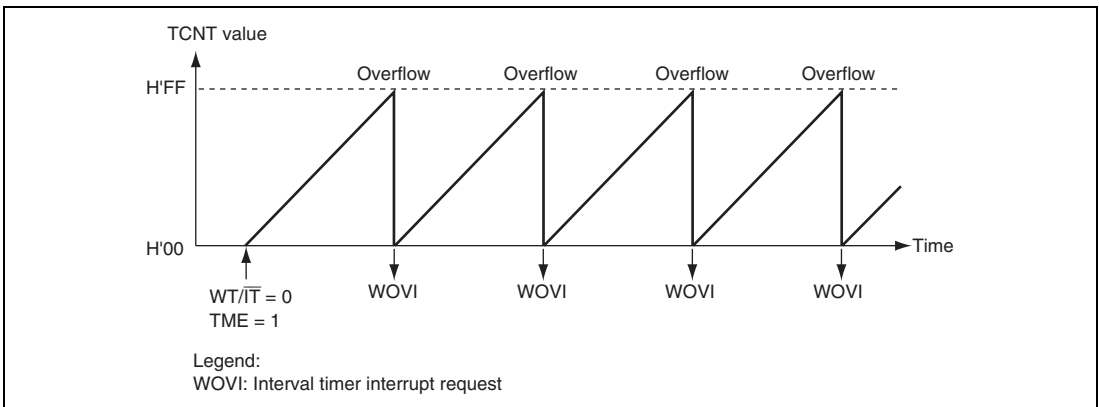 TCNT value
Overflow Overflow Overflow Overflow
H'FF
H'00
Time
WT/I̅T̅ = 0
TME = 1
WOVI WOVI WOVI WOVI
Legend:
WOVI: Interval timer interrupt request